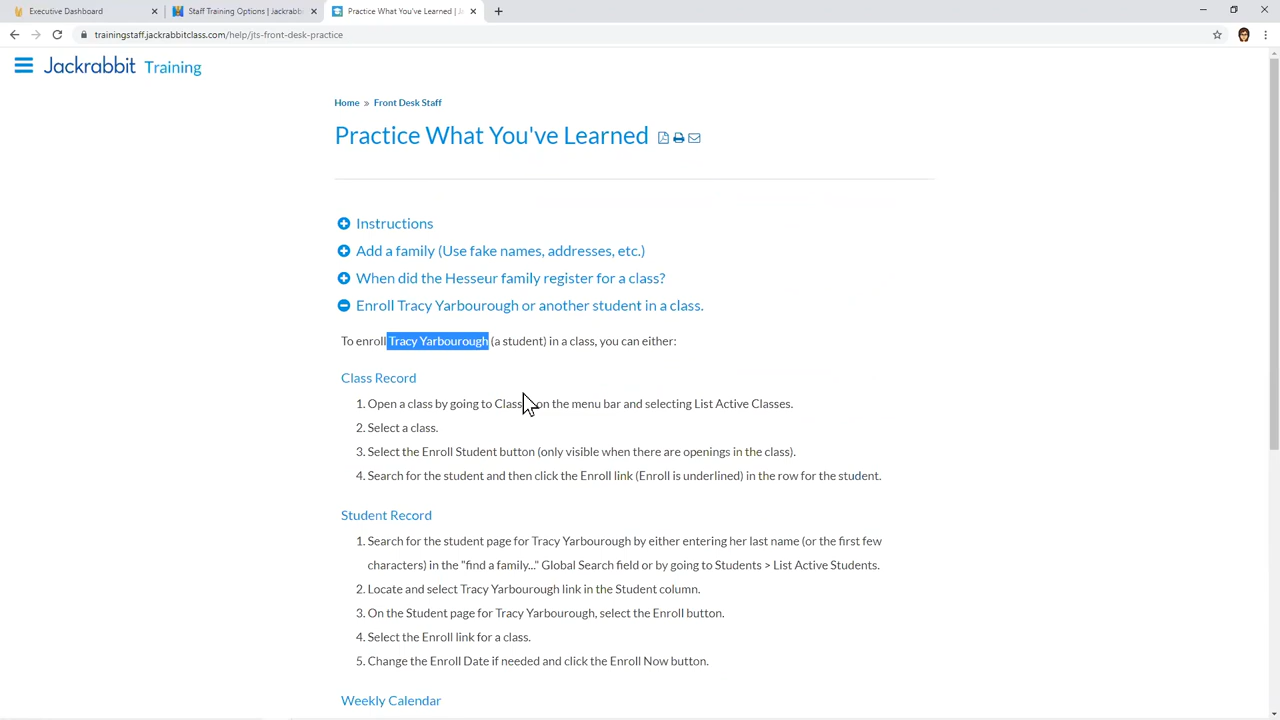 Executive Dashboard
Staff Training Options | Jackrabb
Practice What You've Learned | J
trainingstaff.jackrabbitclass.com/help/jts-front-desk-practice
Jackrabbit Training
Home » Front Desk Staff
Practice What You've Learned
Instructions
Add a family (Use fake names, addresses, etc.)
When did the Hesseur family register for a class?
Enroll Tracy Yarbourough or another student in a class.
To enroll Tracy Yarbourough (a student) in a class, you can either:
Class Record
1. Open a class by going to Class on the menu bar and selecting List Active Classes.
2. Select a class.
3. Select the Enroll Student button (only visible when there are openings in the class).
4. Search for the student and then click the Enroll link (Enroll is underlined) in the row for the student.
Student Record
1. Search for the student page for Tracy Yarbourough by either entering her last name (or the first few
characters) in the "find a family..." Global Search field or by going to Students > List Active Students.
2. Locate and select Tracy Yarbourough link in the Student column.
3. On the Student page for Tracy Yarbourough, select the Enroll button.
4. Select the Enroll link for a class.
5. Change the Enroll Date if needed and click the Enroll Now button.
Weekly Calendar